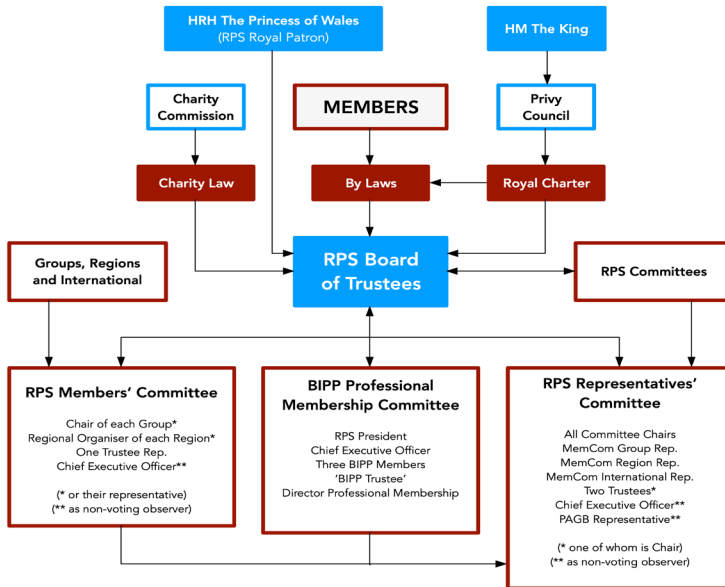 HRH The Princess of Wales
(RPS Royal Patron)
HM The King
Charity
Commission
MEMBERS
Privy
Council
Charity Law
By Laws
Royal Charter
Groups, Regions
and International
RPS Board
of Trustees
RPS Committees
RPS Members’ Committee
Chair of each Group*
Regional Organiser of each Region*
One Trustee Rep.
Chief Executive Officer**
(* or their representative)
(** as non-voting observer)
BIPP Professional
Membership Committee
RPS President
Chief Executive Officer
Three BIPP Members
‘BIPP Trustee’
Director Professional Membership
RPS Representatives’
Committee
All Committee Chairs
MemCom Group Rep.
MemCom Region Rep.
MemCom International Rep.
Two Trustees*
Chief Executive Officer**
PAGB Representative**
(* one of whom is Chair)
(** as non-voting observer)